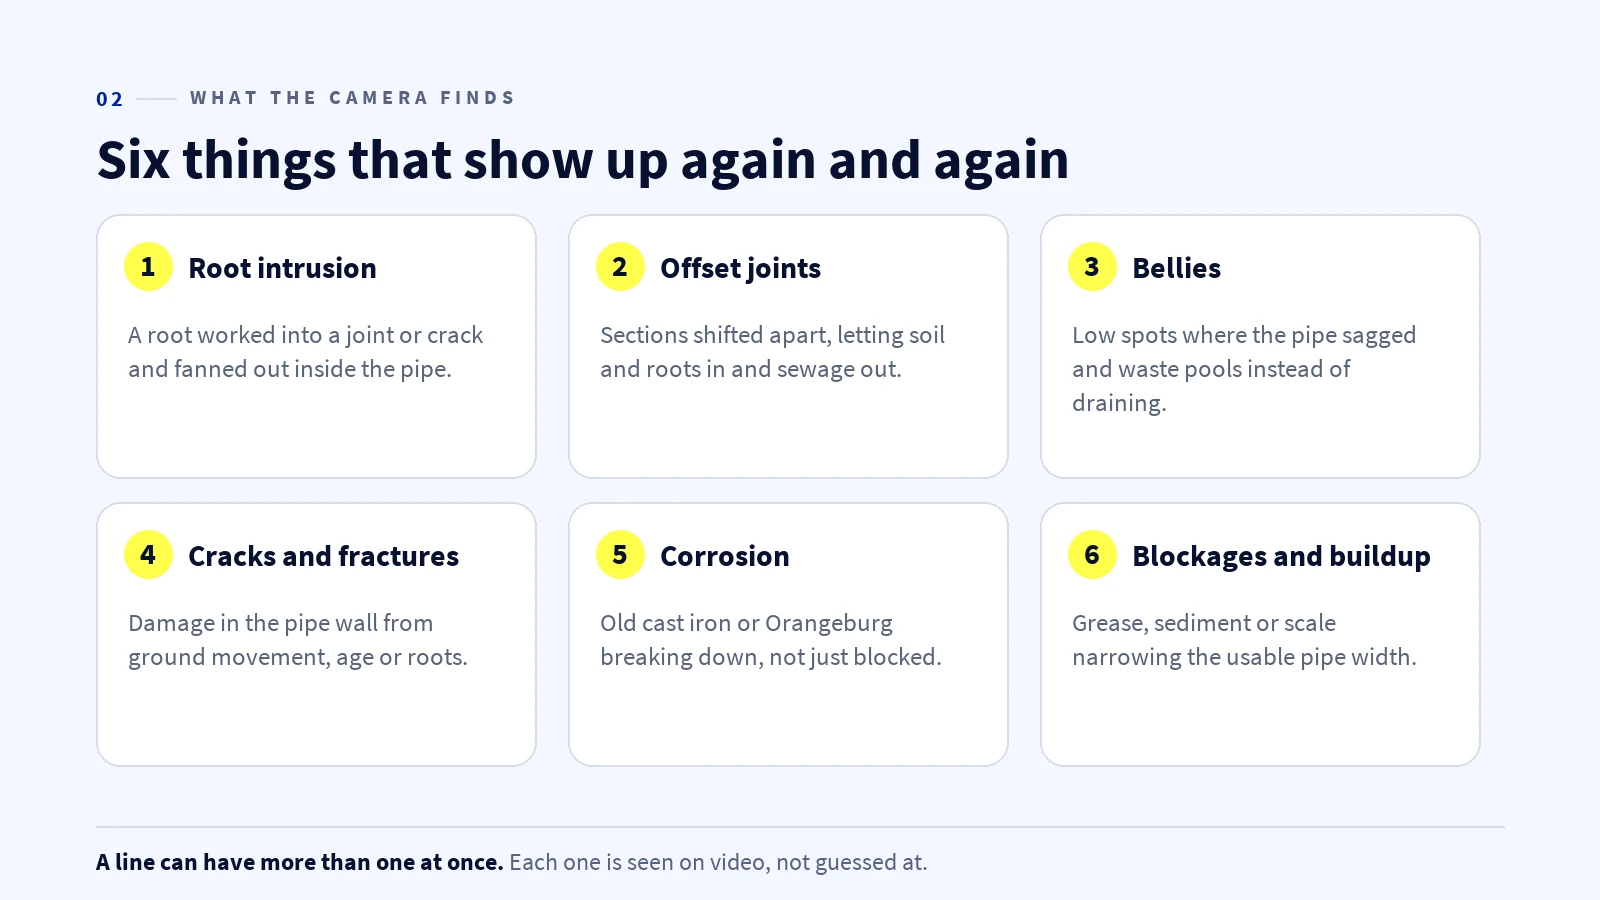 02 WHAT THE CAMERA FINDS
Six things that show up again and again
1 Root intrusion
A root worked into a joint or crack
and fanned out inside the pipe.
2 Offset joints
Sections shifted apart, letting soil
and roots in and sewage out.
3 Bellies
Low spots where the pipe sagged
and waste pools instead of
draining.
4 Cracks and fractures
Damage in the pipe wall from
ground movement, age or roots.
5 Corrosion
Old cast iron or Orangeburg
breaking down, not just blocked.
6 Blockages and buildup
Grease, sediment or scale
narrowing the usable pipe width.
A line can have more than one at once. Each one is seen on video, not guessed at.